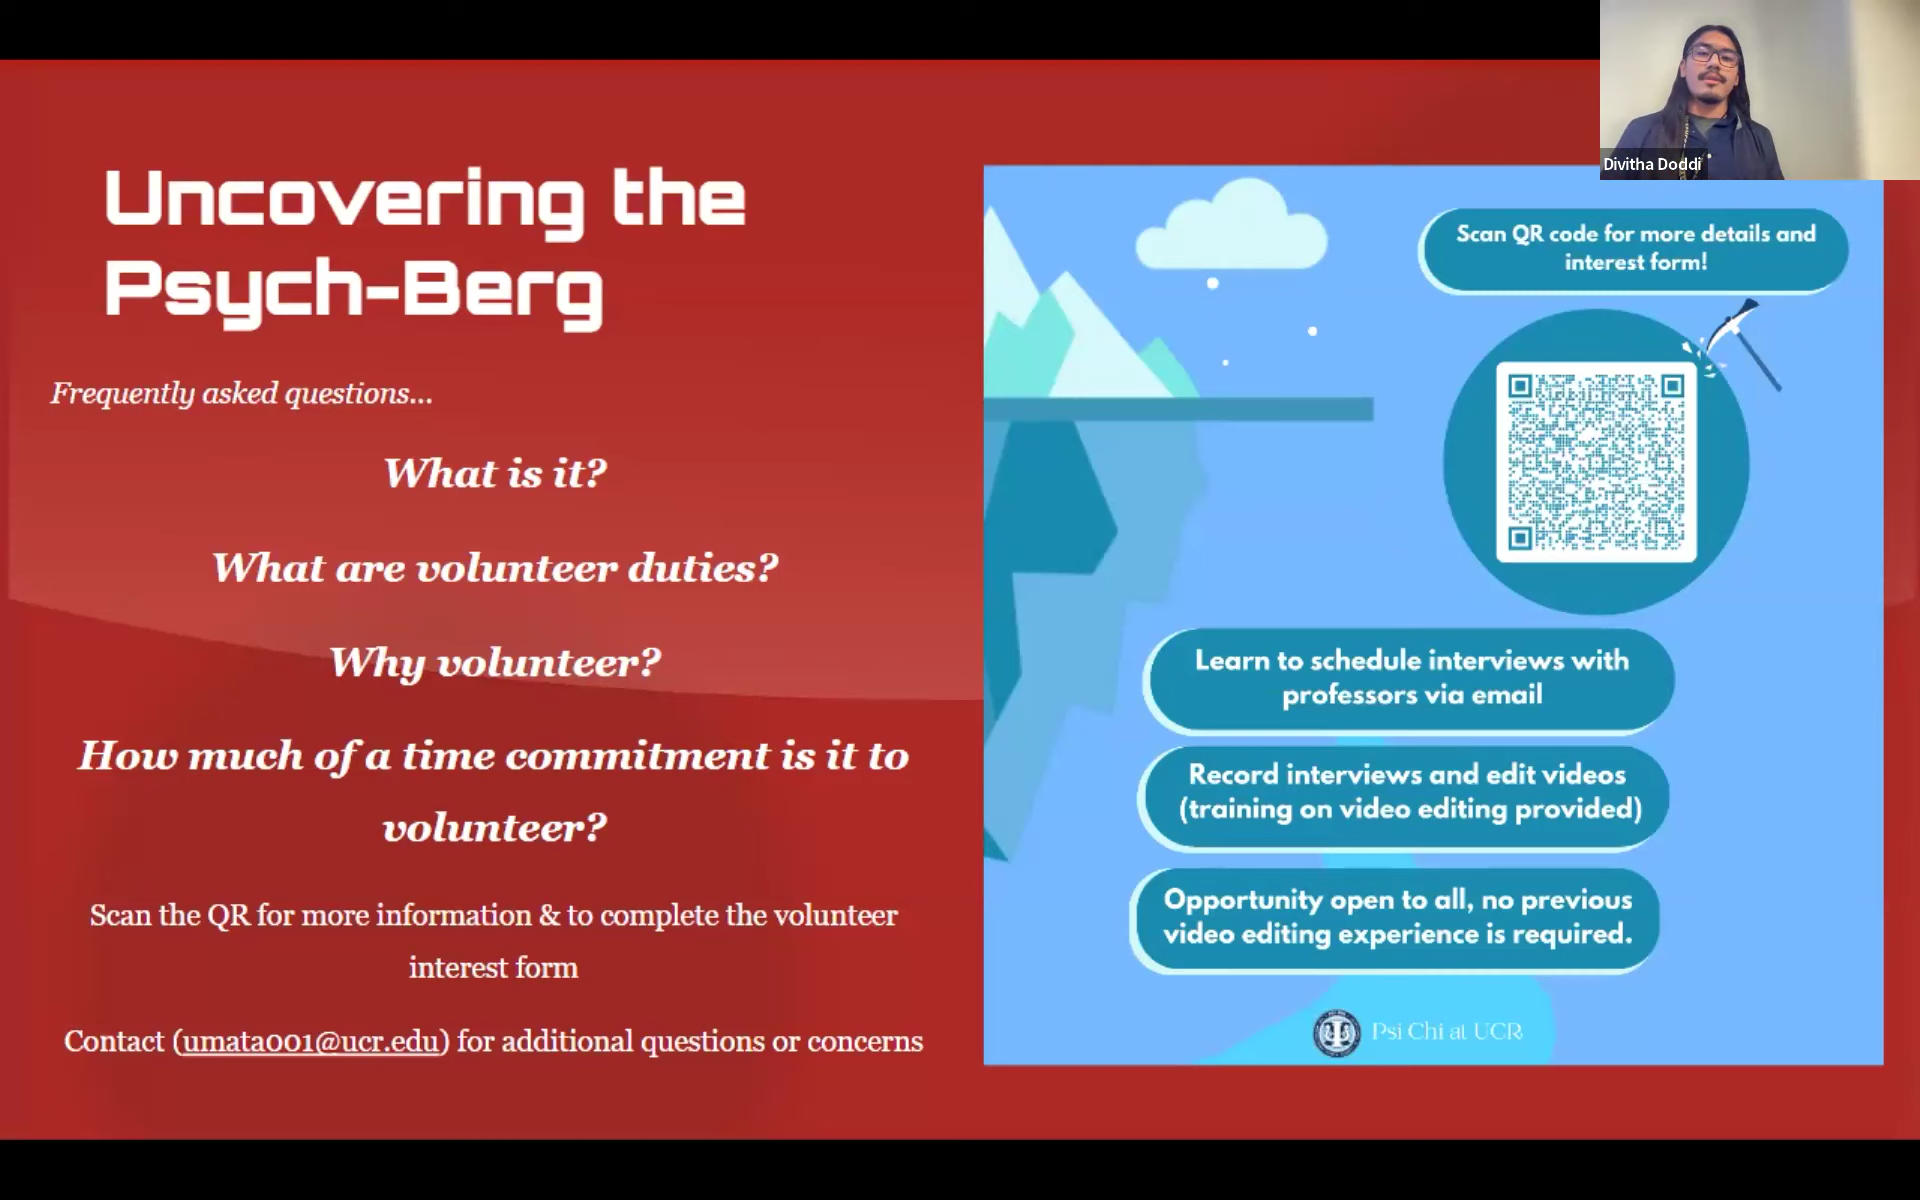 Uncovering the
Psych-Berg
Frequently asked questions...
What is it?
What are volunteer duties?
Why volunteer?
How much of a time commitment is it to
volunteer?
Scan the QR for more information & to complete the volunteer
interest form
Contact (umata001@ucr.edu) for additional questions or concerns
Divitha Doddi
Scan QR code for more details and
interest form!
Learn to schedule interviews with
professors via email
Record interviews and edit videos
(training on video editing provided)
Opportunity open to all, no previous
video editing experience is required.
Psi Chi at UCR